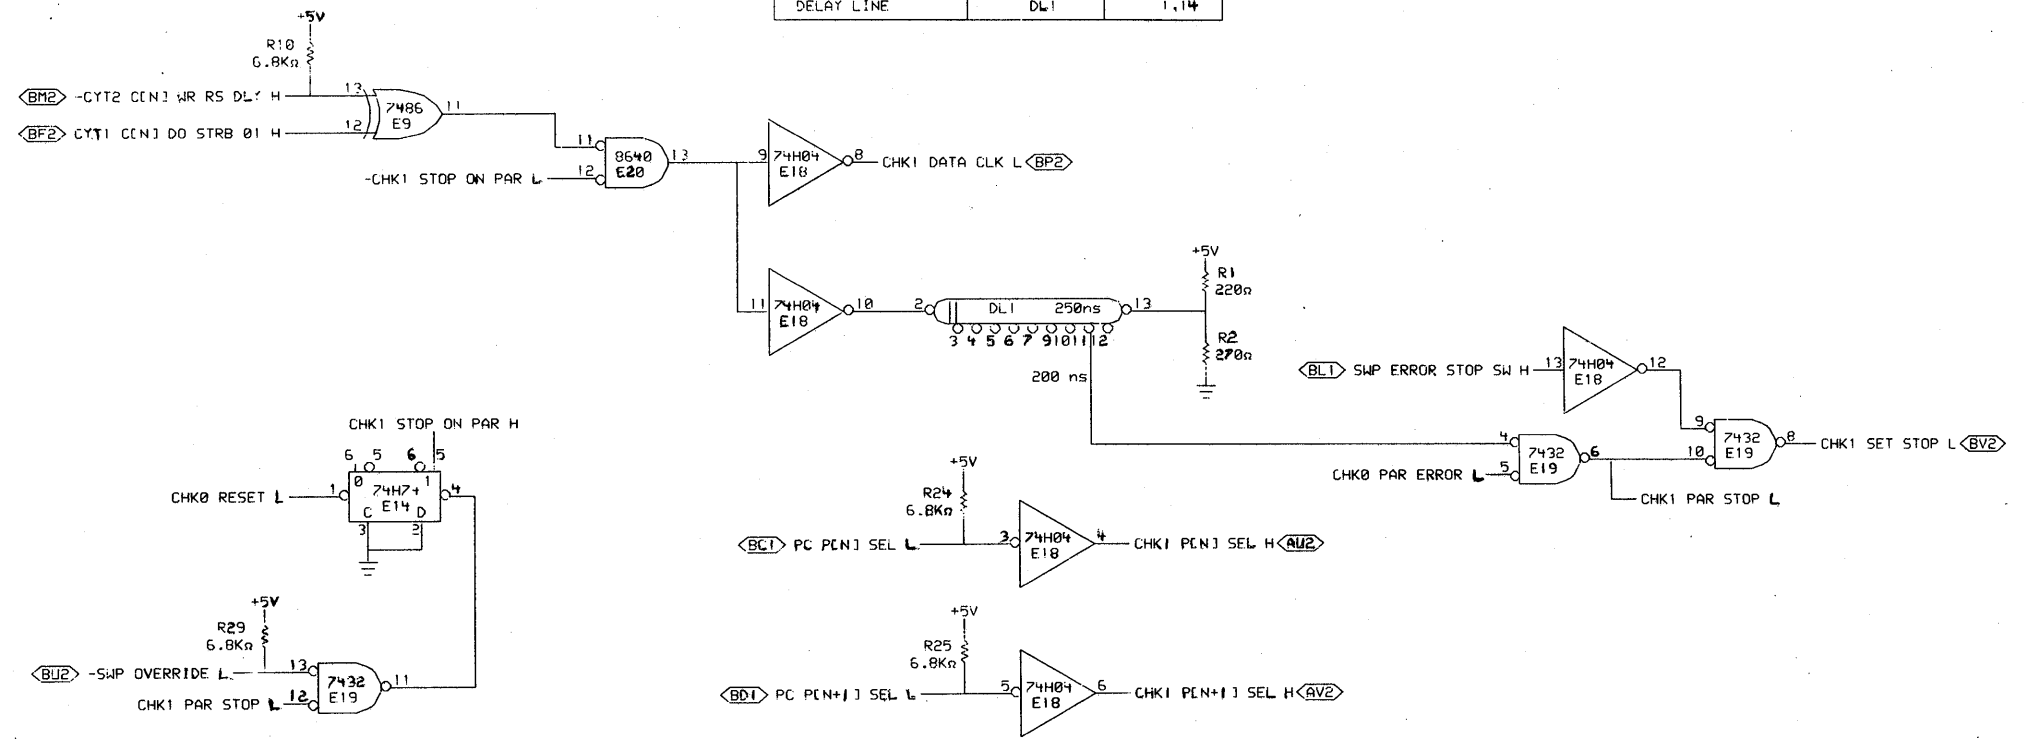 DELAY LINE DL1 1,14
+5V
R10
6.8KΩ
BM2 -CYT2 C[N] WR RS DLY H 13
7486
E9
11
BF2 CYT1 C[N] DO STRB 01 H 12
11
8640
E20
13
-CHK1 STOP ON PAR L 12
9 74H04 8 CHK1 DATA CLK L BP2
E18
11 74H04 10
E18
2 DL1 250ns 13
3 4 5 6 7 9 10 11 12
200 ns
+5V
R1
220Ω
R2
270Ω
BL1 SWP ERROR STOP SW H 13 74H04 12
E18
9
7432
E19
8 CHK1 SET STOP L BV2
10
4
7432
E19
6
CHK0 PAR ERROR L 5
CHK1 PAR STOP L
CHK1 STOP ON PAR H
6 5 6 5
0 1
CHK0 RESET L 1 74H74 4
E14
C D
3 2
+5V
R29
6.8KΩ
BU2 -SWP OVERRIDE L 13
7432
E19
11
CHK1 PAR STOP L 12
+5V
R24
6.8KΩ
BC1 PC P[N] SEL L 3 74H04 4 CHK1 P[N] SEL H AU2
E18
+5V
R25
6.8KΩ
BD1 PC P[N+1] SEL L 5 74H04 6 CHK1 P[N+1] SEL H AV2
E18